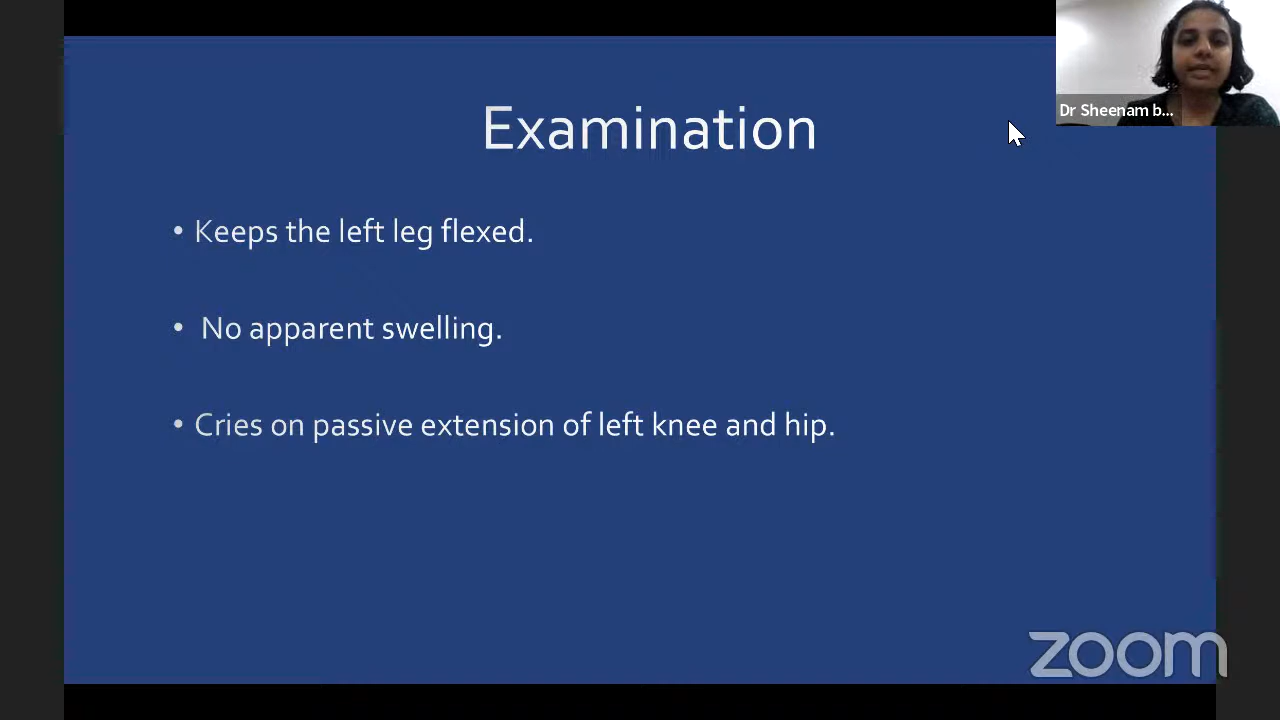 Examination
Dr Sheenam b...
• Keeps the left leg flexed.
• No apparent swelling.
• Cries on passive extension of left knee and hip.
zoom